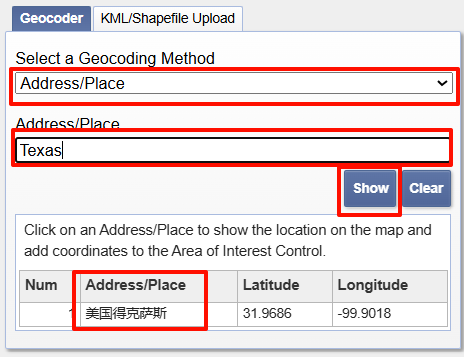 Geocoder KML/Shapefile Upload
Select a Geocoding Method
Address/Place
Address/Place
Texas
Show Clear
Click on an Address/Place to show the location on the map and
add coordinates to the Area of Interest Control.
Num Address/Place Latitude Longitude
1 美国得克萨斯 31.9686 -99.9018